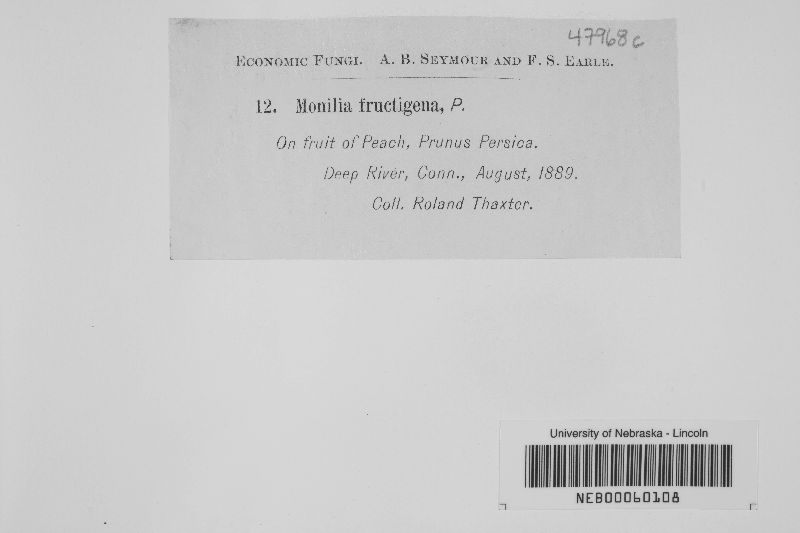 47968c
ECONOMIC FUNGI. A. B. SEYMOUR AND F. S. EARLE.
12. Monilia fructigena, P.
On fruit of Peach, Prunus Persica.
Deep River, Conn., August, 1889.
Coll. Roland Thaxter.
University of Nebraska - Lincoln
NEB00060108